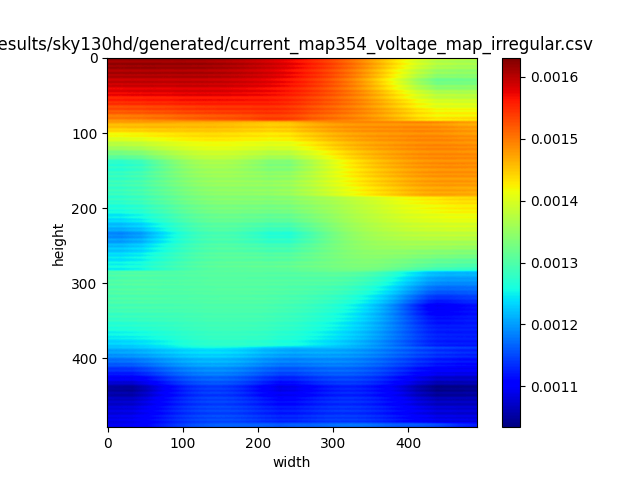 esults/sky130hd/generated/current_map354_voltage_map_irregular.csv
0
100
200
300
400
height
0 100 200 300 400
width
0.0016
0.0015
0.0014
0.0013
0.0012
0.0011